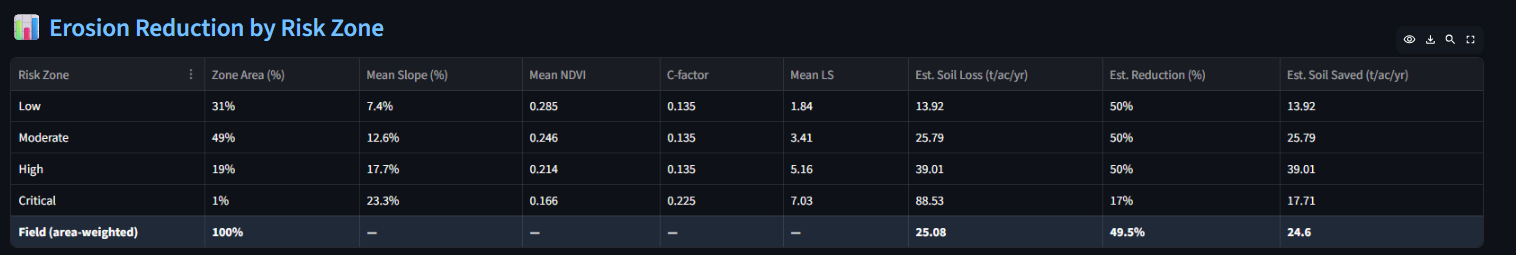 Erosion Reduction by Risk Zone
Risk Zone Zone Area (%) Mean Slope (%) Mean NDVI C-factor Mean LS Est. Soil Loss (t/ac/yr) Est. Reduction (%) Est. Soil Saved (t/ac/yr)
Low 31% 7.4% 0.285 0.135 1.84 13.92 50% 13.92
Moderate 49% 12.6% 0.246 0.135 3.41 25.79 50% 25.79
High 19% 17.7% 0.214 0.135 5.16 39.01 50% 39.01
Critical 1% 23.3% 0.166 0.225 7.03 88.53 17% 17.71
Field (area-weighted) 100% — — — — 25.08 49.5% 24.6